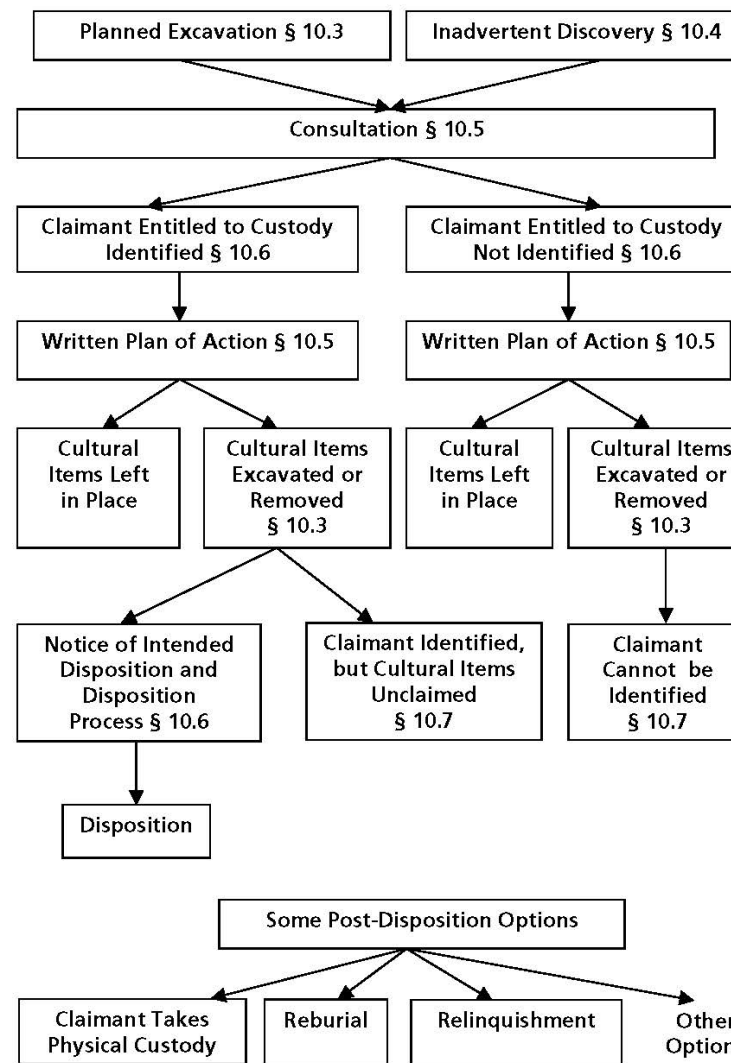 Planned Excavation § 10.3
Inadvertent Discovery § 10.4
Consultation § 10.5
Claimant Entitled to Custody
Identified § 10.6
Claimant Entitled to Custody
Not Identified § 10.6
Written Plan of Action § 10.5
Written Plan of Action § 10.5
Cultural
Items Left
in Place
Cultural Items
Excavated or
Removed
§ 10.3
Cultural
Items Left
in Place
Cultural Items
Excavated or
Removed
§ 10.3
Notice of Intended
Disposition and
Disposition
Process § 10.6
Claimant Identified,
but Cultural Items
Unclaimed
§ 10.7
Claimant
Cannot be
Identified
§ 10.7
Disposition
Some Post-Disposition Options
Claimant Takes
Physical Custody
Reburial
Relinquishment
Other
Option